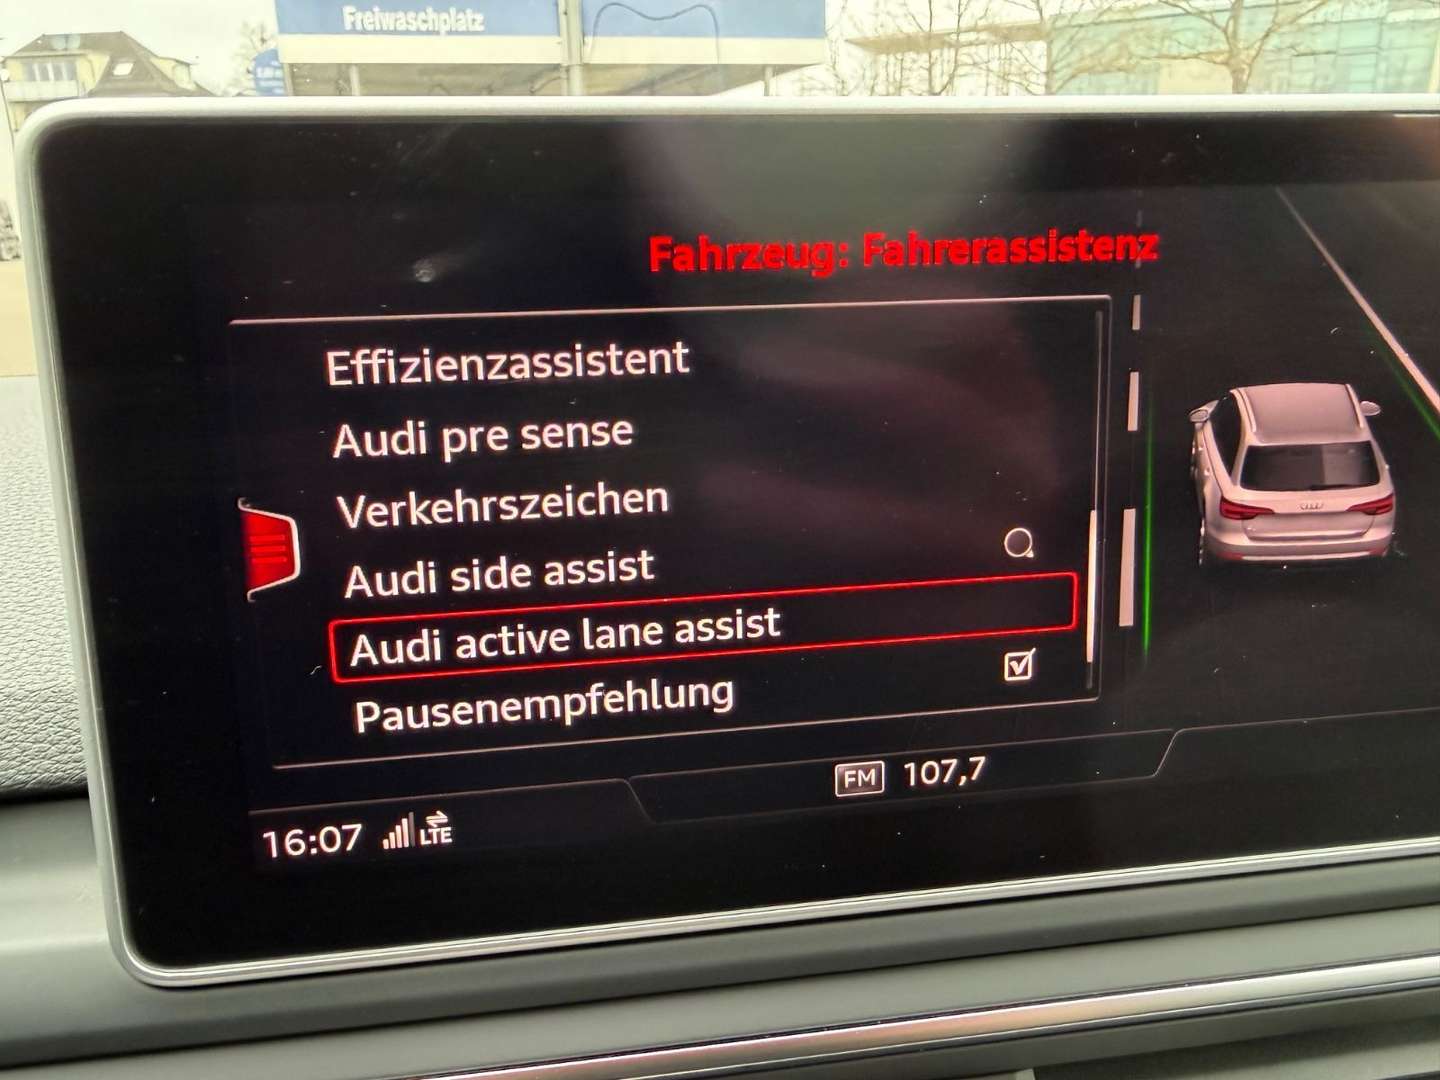 Freiwaschplatz
Fahrzeug: Fahrerassistenz
Effizienzassistent
Audi pre sense
Verkehrszeichen
Audi side assist
Audi active lane assist
Pausenempfehlung
FM 107,7
16:07 LTE